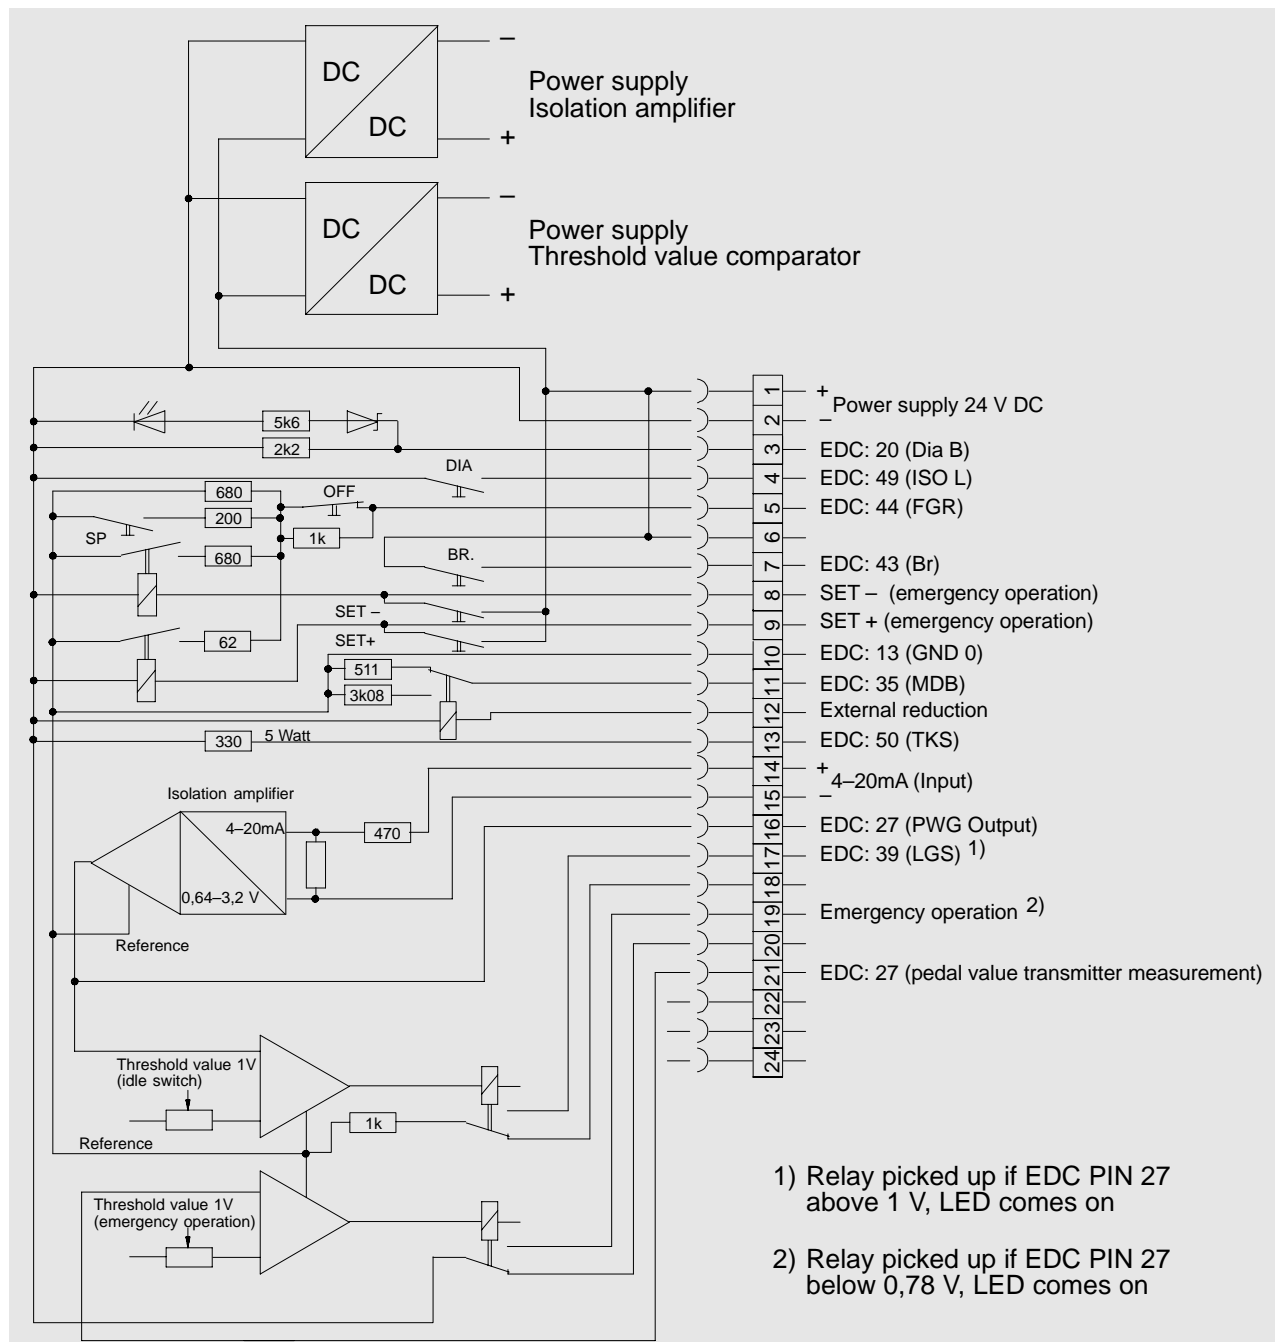 DC
DC
–
+
Power supply
Isolation amplifier
DC
DC
–
+
Power supply
Threshold value comparator
5k6
2k2
DIA
680
OFF
200
SP
1k
680
BR.
SET –
62
SET+
511
3k08
330
5 Watt
Isolation amplifier
4–20mA
470
0,64–3,2 V
Reference
Threshold value 1V
(idle switch)
1k
Reference
Threshold value 1V
(emergency operation)
1 +
Power supply 24 V DC
2 –
3 EDC: 20 (Dia B)
4 EDC: 49 (ISO L)
5 EDC: 44 (FGR)
6
7 EDC: 43 (Br)
8 SET – (emergency operation)
9 SET + (emergency operation)
10 EDC: 13 (GND 0)
11 EDC: 35 (MDB)
12 External reduction
13 EDC: 50 (TKS)
14 +
4–20mA (Input)
15 –
16 EDC: 27 (PWG Output)
17 EDC: 39 (LGS) 1)
18
19 Emergency operation 2)
20
21 EDC: 27 (pedal value transmitter measurement)
22
23
24
1) Relay picked up if EDC PIN 27
above 1 V, LED comes on
2) Relay picked up if EDC PIN 27
below 0,78 V, LED comes on